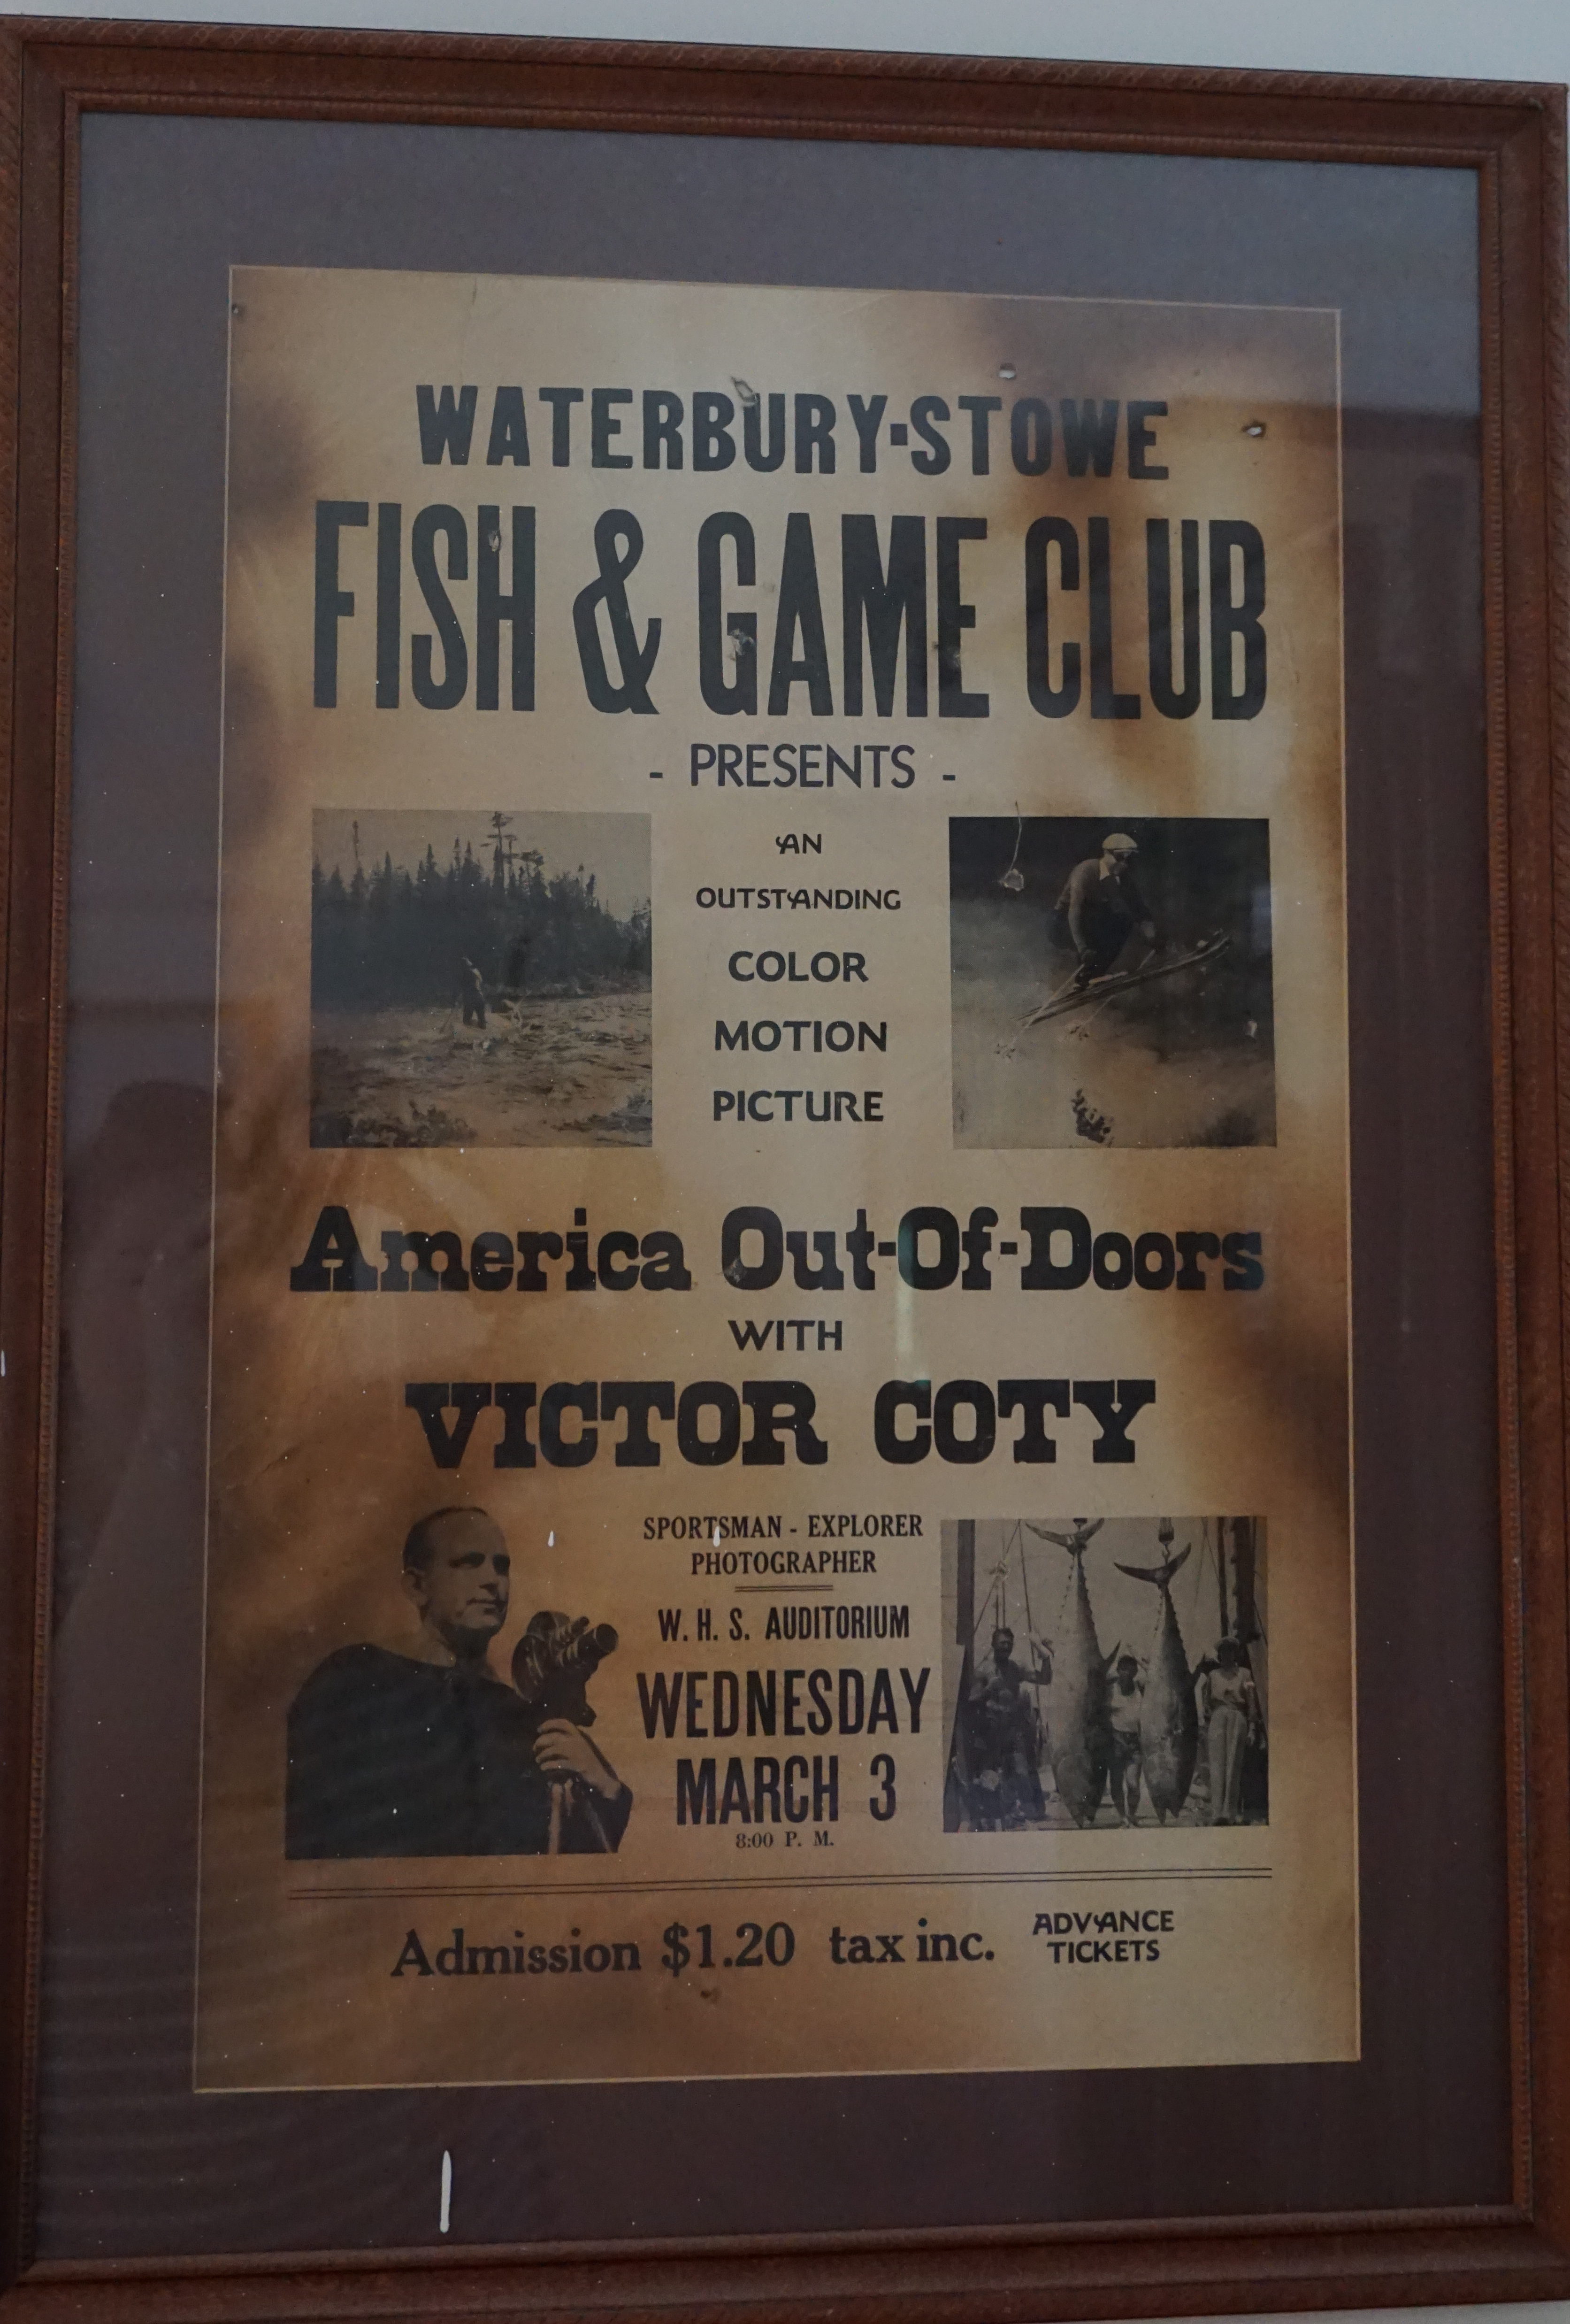 WATERBURY-STOWE
FISH & GAME CLUB
- PRESENTS -
AN
OUTSTANDING
COLOR
MOTION
PICTURE
America Out-Of-Doors
WITH
VICTOR COTY
SPORTSMAN - EXPLORER
PHOTOGRAPHER
W. H. S. AUDITORIUM
WEDNESDAY
MARCH 3
8:00 P. M.
Admission $1.20 tax inc.
ADVANCE
TICKETS